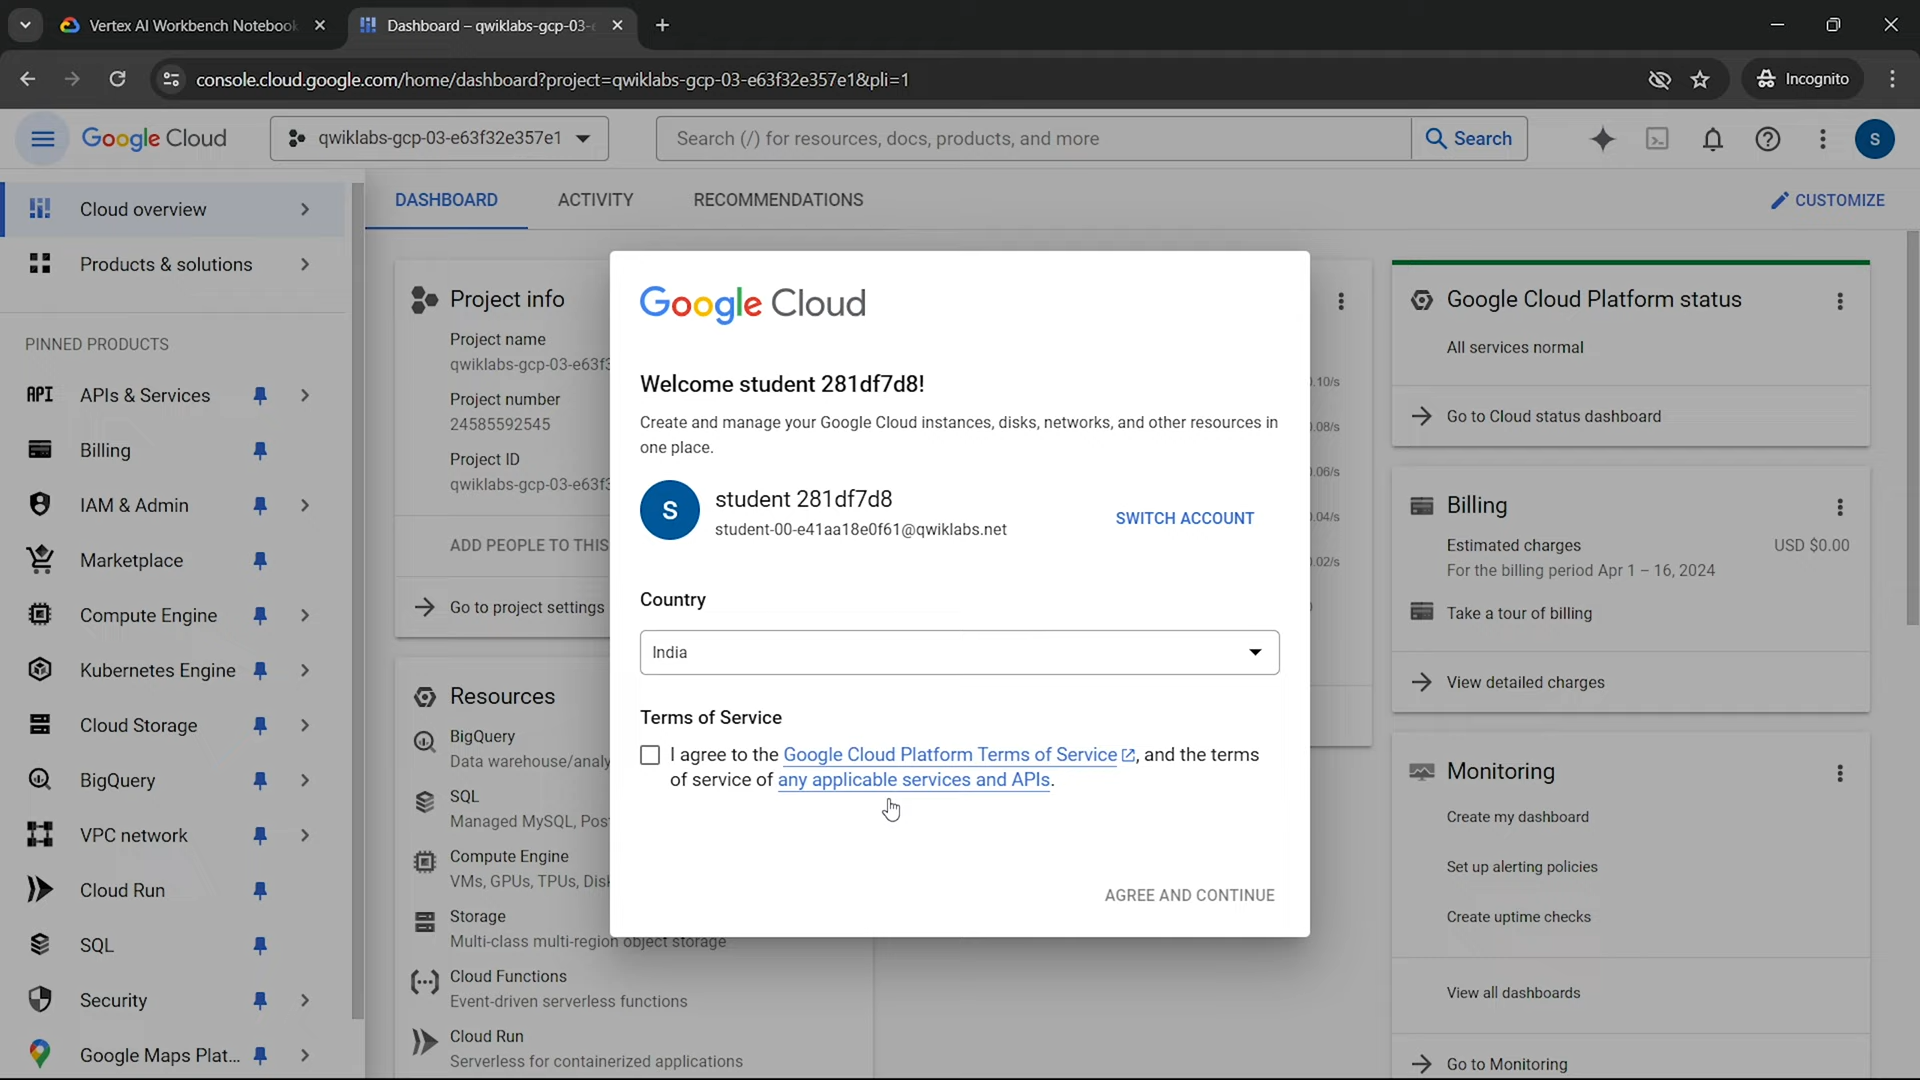 Vertex AI Workbench Notebook
Dashboard – qwiklabs-gcp-03-
console.cloud.google.com/home/dashboard?project=qwiklabs-gcp-03-e63f32e357e1&pli=1
Incognito
Google Cloud
qwiklabs-gcp-03-e63f32e357e1
Search (/) for resources, docs, products, and more
Search
S
Cloud overview
Products & solutions
PINNED PRODUCTS
API APIs & Services
Billing
IAM & Admin
Marketplace
Compute Engine
Kubernetes Engine
Cloud Storage
BigQuery
VPC network
Cloud Run
SQL
Security
Google Maps Plat...
DASHBOARD
ACTIVITY
RECOMMENDATIONS
CUSTOMIZE
Project info
Project name
qwiklabs-gcp-03-e63f3
Project number
24585592545
Project ID
qwiklabs-gcp-03-e63f3
ADD PEOPLE TO THIS
Go to project settings
Resources
BigQuery
Data warehouse/analy
SQL
Managed MySQL, Pos
Compute Engine
VMs, GPUs, TPUs, Dis
Storage
Multi-class multi-region object storage
Cloud Functions
Event-driven serverless functions
Cloud Run
Serverless for containerized applications
Google Cloud
Welcome student 281df7d8!
Create and manage your Google Cloud instances, disks, networks, and other resources in
one place.
S
student 281df7d8
student-00-e41aa18e0f61@qwiklabs.net
SWITCH ACCOUNT
Country
India
Terms of Service
I agree to the Google Cloud Platform Terms of Service, and the terms
of service of any applicable services and APIs.
AGREE AND CONTINUE
.10/s
.08/s
.06/s
.04/s
.02/s
Google Cloud Platform status
All services normal
Go to Cloud status dashboard
Billing
Estimated charges
USD $0.00
For the billing period Apr 1 – 16, 2024
Take a tour of billing
View detailed charges
Monitoring
Create my dashboard
Set up alerting policies
Create uptime checks
View all dashboards
Go to Monitoring